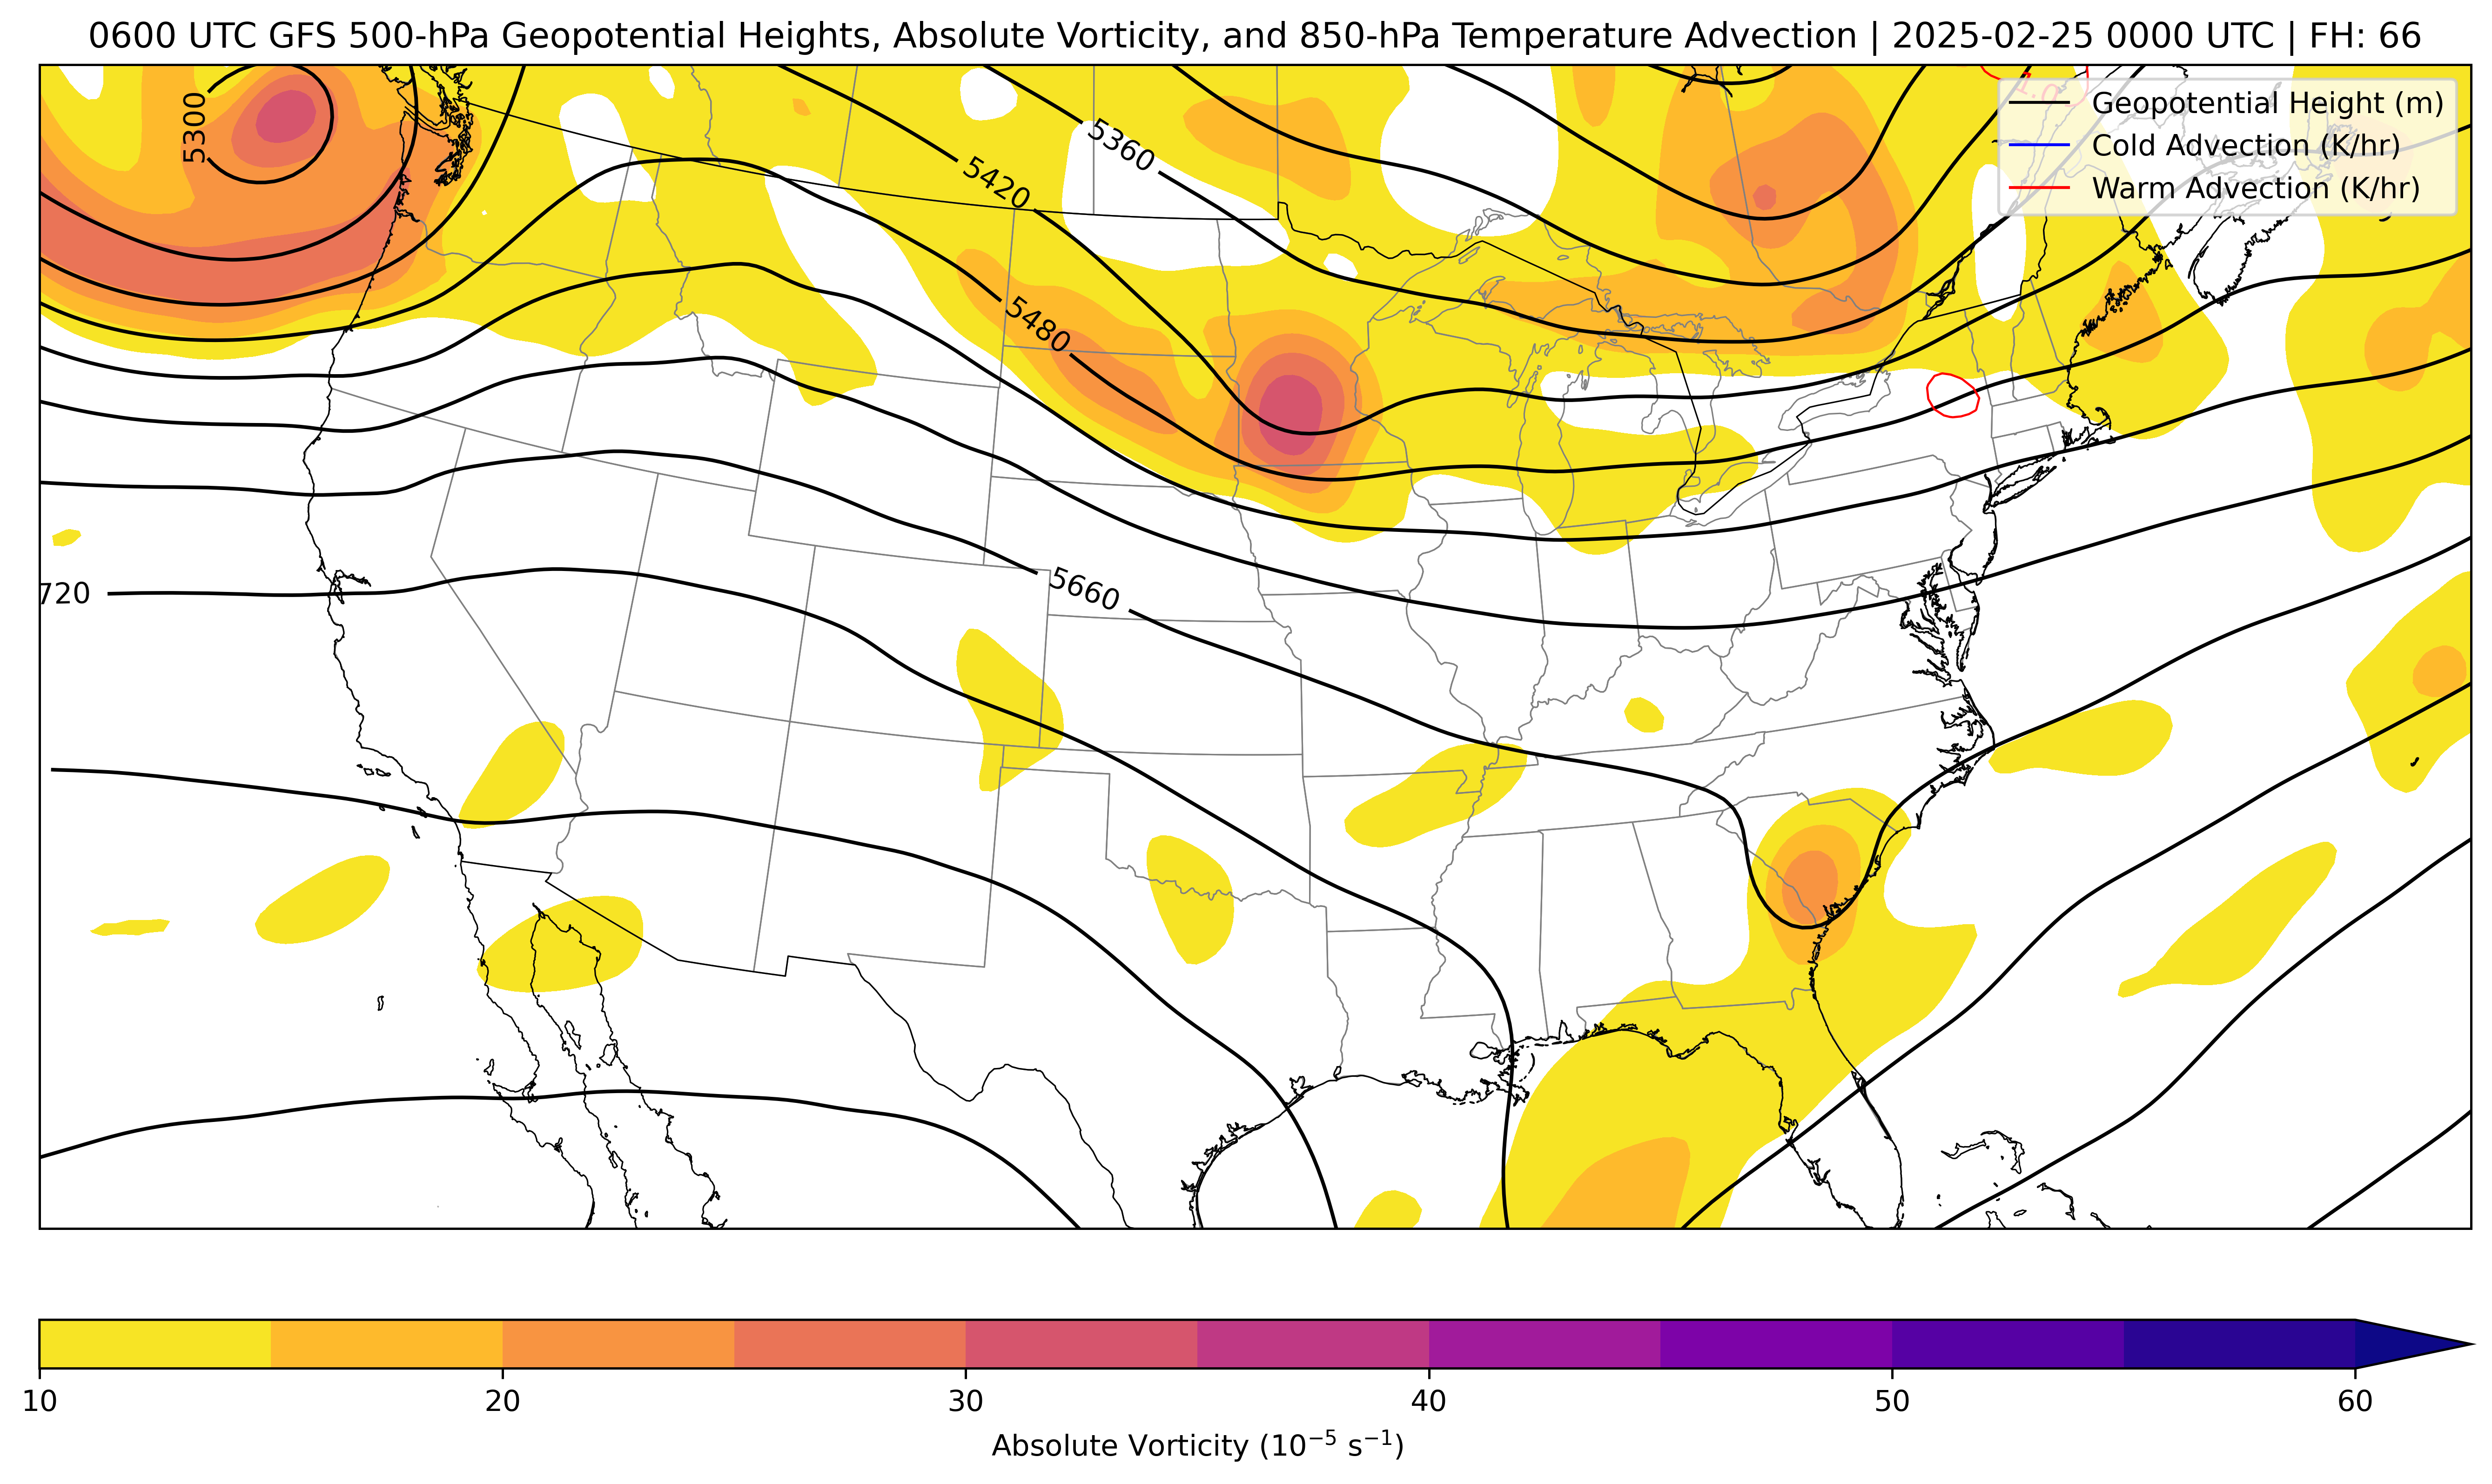 0600 UTC GFS 500-hPa Geopotential Heights, Absolute Vorticity, and 850-hPa Temperature Advection | 2025-02-25 0000 UTC | FH: 66
Geopotential Height (m)
Cold Advection (K/hr)
Warm Advection (K/hr)
5300
5360
5420
5480
5660
720
10 20 30 40 50 60
Absolute Vorticity (10⁻⁵ s⁻¹)